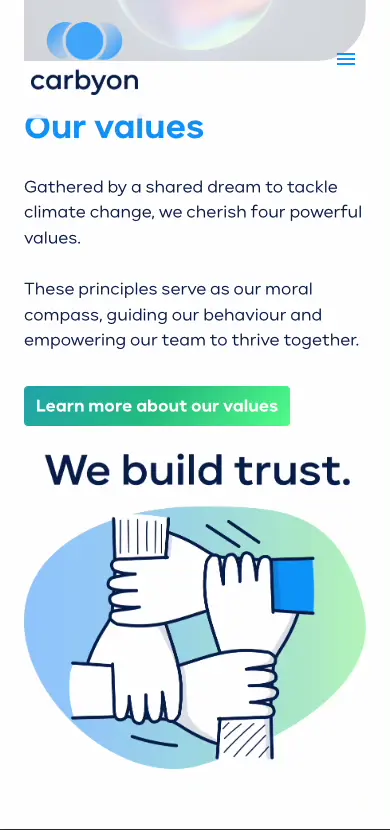 carbyon
Our values
Gathered by a shared dream to tackle
climate change, we cherish four powerful
values.
These principles serve as our moral
compass, guiding our behaviour and
empowering our team to thrive together.
Learn more about our values
We build trust.